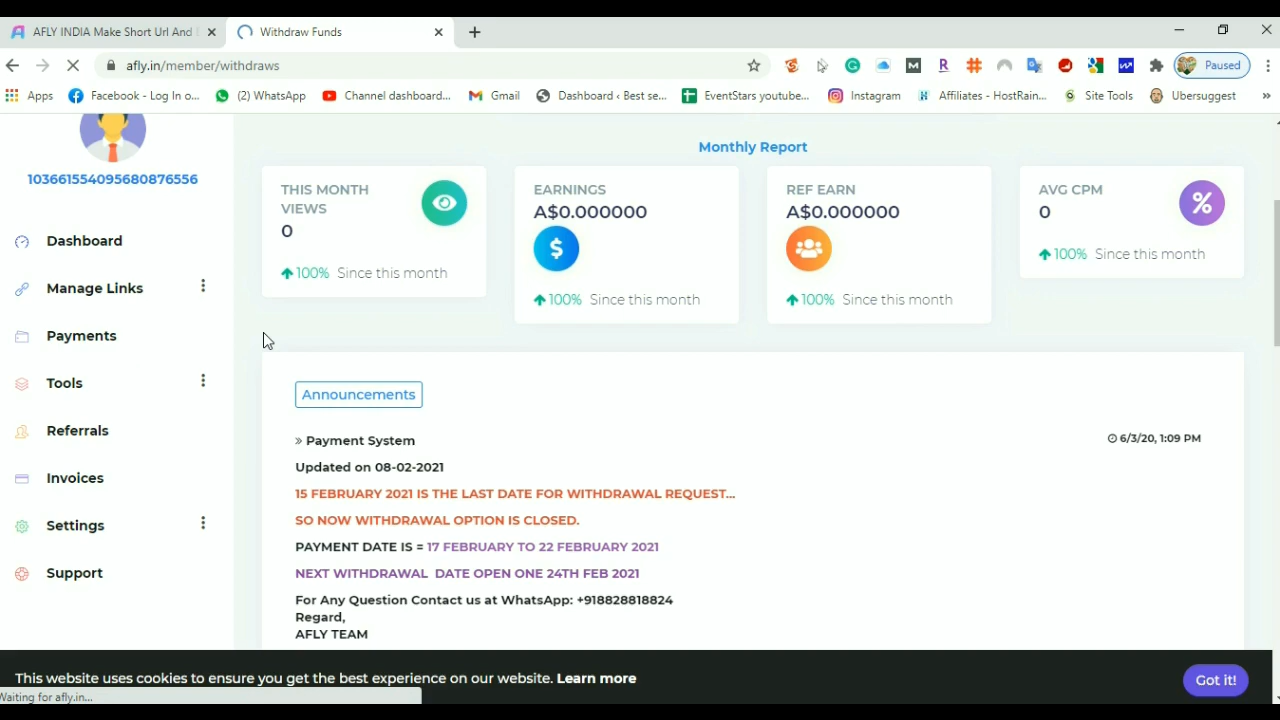 AFLY INDIA Make Short Url And
Withdraw Funds
afly.in/member/withdraws
Paused
Apps
Facebook - Log In o...
(2) WhatsApp
Channel dashboard...
Gmail
Dashboard ‹ Best se...
EventStars youtube...
Instagram
Affiliates - HostRain...
Site Tools
Ubersuggest
»
103661554095680876556
Dashboard
Manage Links
Payments
Tools
Referrals
Invoices
Settings
Support
Monthly Report
THIS MONTH
VIEWS
0
100% Since this month
EARNINGS
A$0.000000
$
100% Since this month
REF EARN
A$0.000000
100% Since this month
AVG CPM
0
%
100% Since this month
Announcements
» Payment System
6/3/20, 1:09 PM
Updated on 08-02-2021
15 FEBRUARY 2021 IS THE LAST DATE FOR WITHDRAWAL REQUEST...
SO NOW WITHDRAWAL OPTION IS CLOSED.
PAYMENT DATE IS = 17 FEBRUARY TO 22 FEBRUARY 2021
NEXT WITHDRAWAL DATE OPEN ONE 24TH FEB 2021
For Any Question Contact us at WhatsApp: +918828818824
Regard,
AFLY TEAM
This website uses cookies to ensure you get the best experience on our website. Learn more
Got it!
Waiting for afly.in...